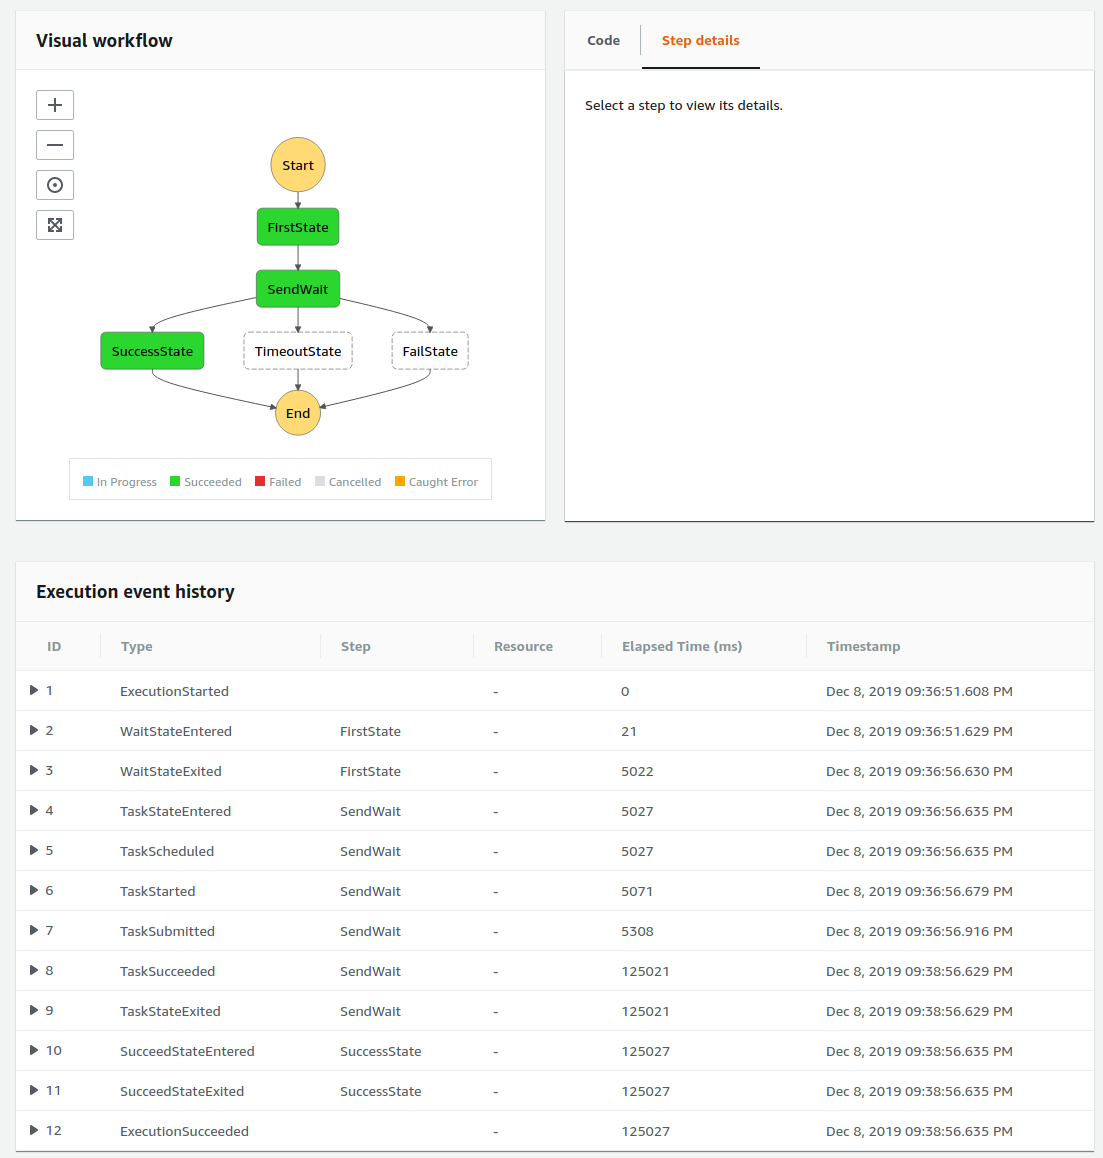 Visual workflow
Start
FirstState
SendWait
SuccessState TimeoutState FailState
End
In Progress Succeeded Failed Cancelled Caught Error
Code Step details
Select a step to view its details.
Execution event history
ID Type Step Resource Elapsed Time (ms) Timestamp
1 ExecutionStarted - 0 Dec 8, 2019 09:36:51.608 PM
2 WaitStateEntered FirstState - 21 Dec 8, 2019 09:36:51.629 PM
3 WaitStateExited FirstState - 5022 Dec 8, 2019 09:36:56.630 PM
4 TaskStateEntered SendWait - 5027 Dec 8, 2019 09:36:56.635 PM
5 TaskScheduled SendWait - 5027 Dec 8, 2019 09:36:56.635 PM
6 TaskStarted SendWait - 5071 Dec 8, 2019 09:36:56.679 PM
7 TaskSubmitted SendWait - 5308 Dec 8, 2019 09:36:56.916 PM
8 TaskSucceeded SendWait - 125021 Dec 8, 2019 09:38:56.629 PM
9 TaskStateExited SendWait - 125021 Dec 8, 2019 09:38:56.629 PM
10 SucceedStateEntered SuccessState - 125027 Dec 8, 2019 09:38:56.635 PM
11 SucceedStateExited SuccessState - 125027 Dec 8, 2019 09:38:56.635 PM
12 ExecutionSucceeded - 125027 Dec 8, 2019 09:38:56.635 PM